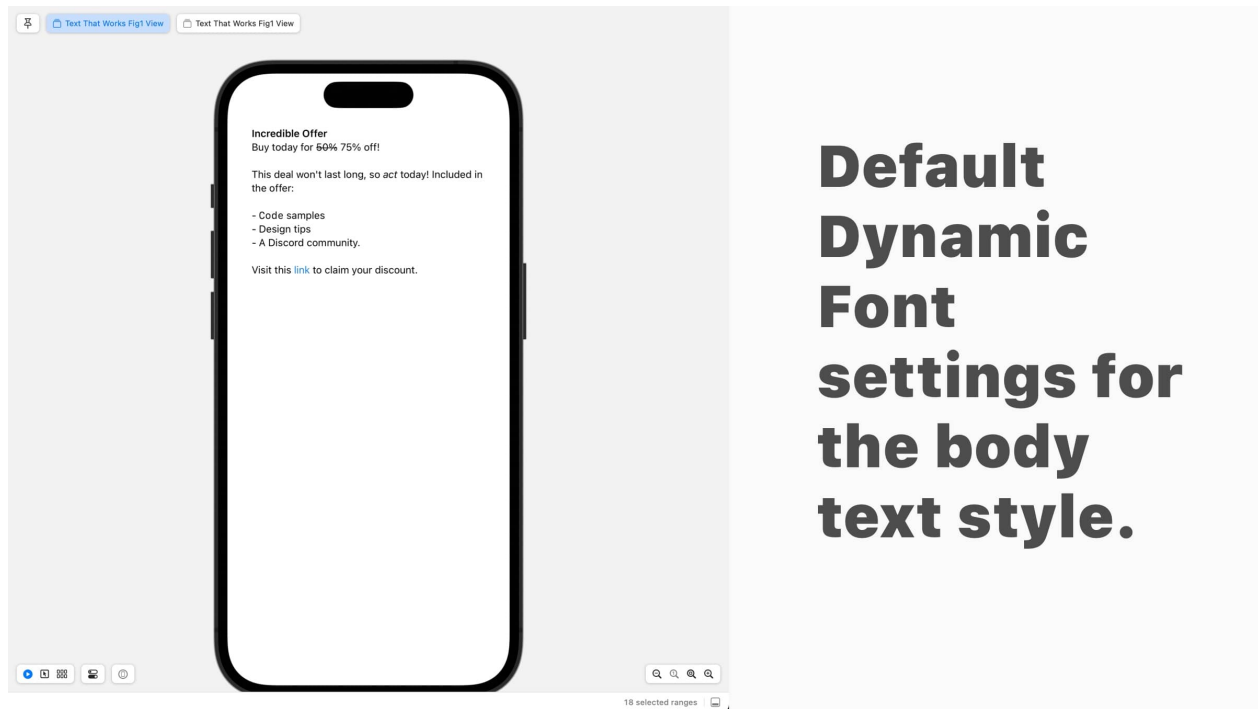 Text That Works Fig1 View
Text That Works Fig1 View
Incredible Offer
Buy today for 50% 75% off!
This deal won't last long, so act today! Included in
the offer:
- Code samples
- Design tips
- A Discord community.
Visit this link to claim your discount.
18 selected ranges
Default
Dynamic
Font
settings for
the body
text style.